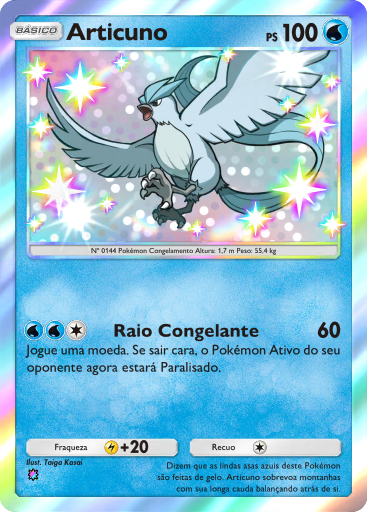 BÁSICO Articuno PS 100
Nº 0144 Pokémon Congelamento Altura: 1,7 m Peso: 55,4 kg
Raio Congelante 60
Jogue uma moeda. Se sair cara, o Pokémon Ativo do seu
oponente agora estará Paralisado.
Fraqueza +20 Recuo
Ilust. Taiga Kasai
Dizem que as lindas asas azuis deste Pokémon
são feitas de gelo. Articuno sobrevoa montanhas
com sua longa cauda balançando atrás de si.